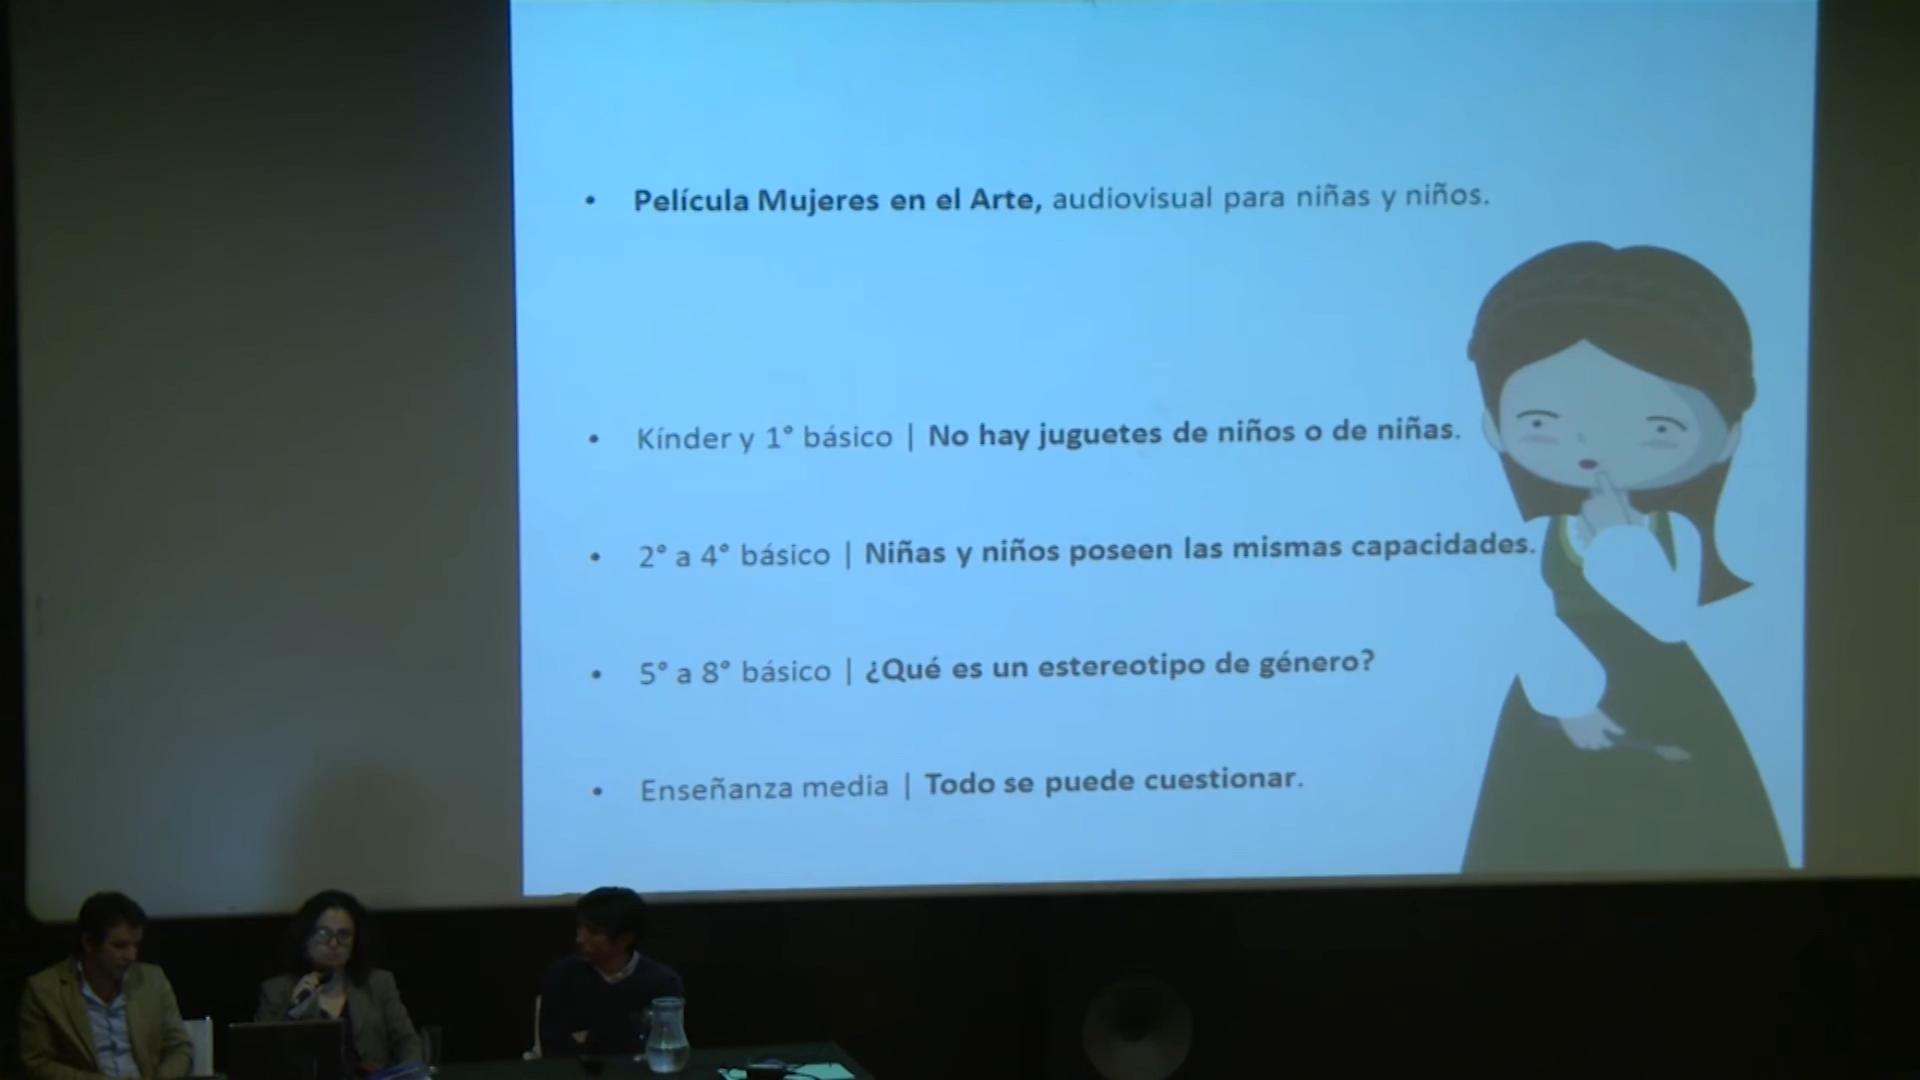 • Película Mujeres en el Arte, audiovisual para niñas y niños.
• Kínder y 1° básico | No hay juguetes de niños o de niñas.
• 2° a 4° básico | Niñas y niños poseen las mismas capacidades.
• 5° a 8° básico | ¿Qué es un estereotipo de género?
• Enseñanza media | Todo se puede cuestionar.